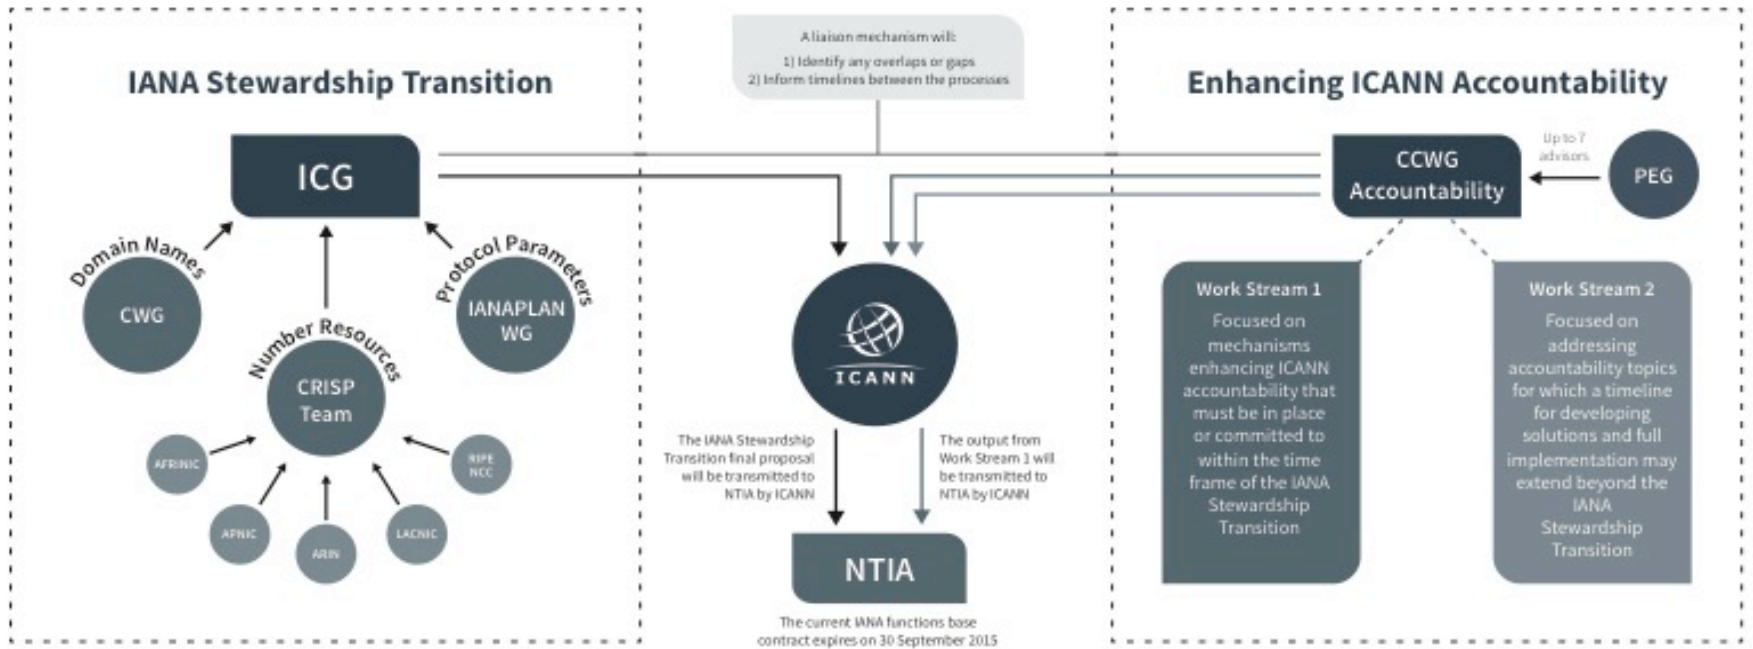 IANA Stewardship Transition
ICG
Domain Names
CWG
Number Resources
CRISP
Team
Protocol Parameters
IANAPLAN
WG
AFRINIC
APNIC
ARIN
LACNIC
RIPE
NCC
A liaison mechanism will:
1) Identify any overlaps or gaps
2) Inform timelines between the processes
ICANN
The IANA Stewardship
Transition final proposal
will be transmitted to
NTIA by ICANN
The output from
Work Stream 1 will
be transmitted to
NTIA by ICANN
NTIA
The current IANA functions base
contract expires on 30 September 2015
Enhancing ICANN Accountability
CCWG
Accountability
Up to 7
advisors
PEG
Work Stream 1
Focused on
mechanisms
enhancing ICANN
accountability that
must be in place
or committed to
within the time
frame of the IANA
Stewardship
Transition
Work Stream 2
Focused on
addressing
accountability topics
for which a timeline
for developing
solutions and full
implementation may
extend beyond the
IANA
Stewardship
Transition